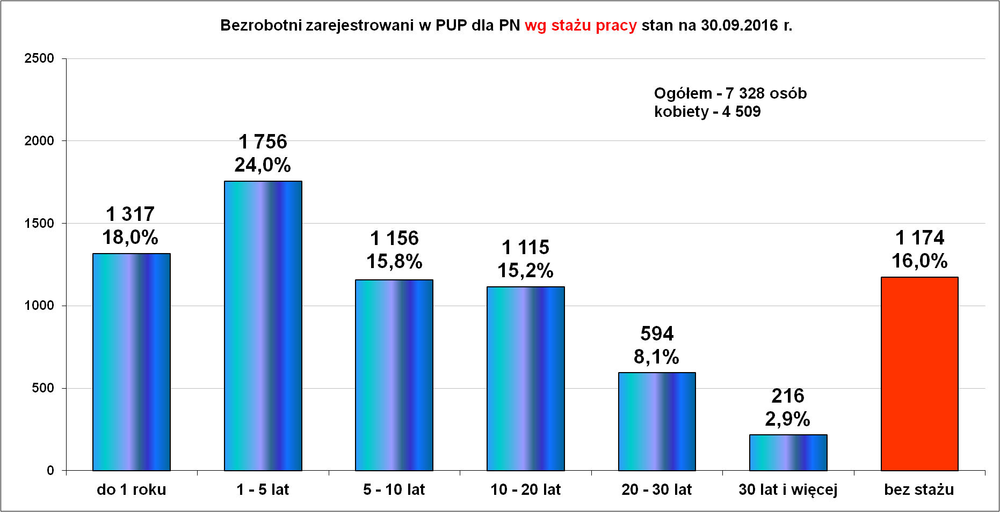 Bezrobotni zarejestrowani w PUP dla PN wg stażu pracy stan na 30.09.2016 r.
Ogółem - 7 328 osób
kobiety - 4 509
2500
2000
1500
1000
500
0
1 317
18,0%
1 756
24,0%
1 156
15,8%
1 115
15,2%
594
8,1%
216
2,9%
1 174
16,0%
do 1 roku
1 - 5 lat
5 - 10 lat
10 - 20 lat
20 - 30 lat
30 lat i więcej
bez stażu